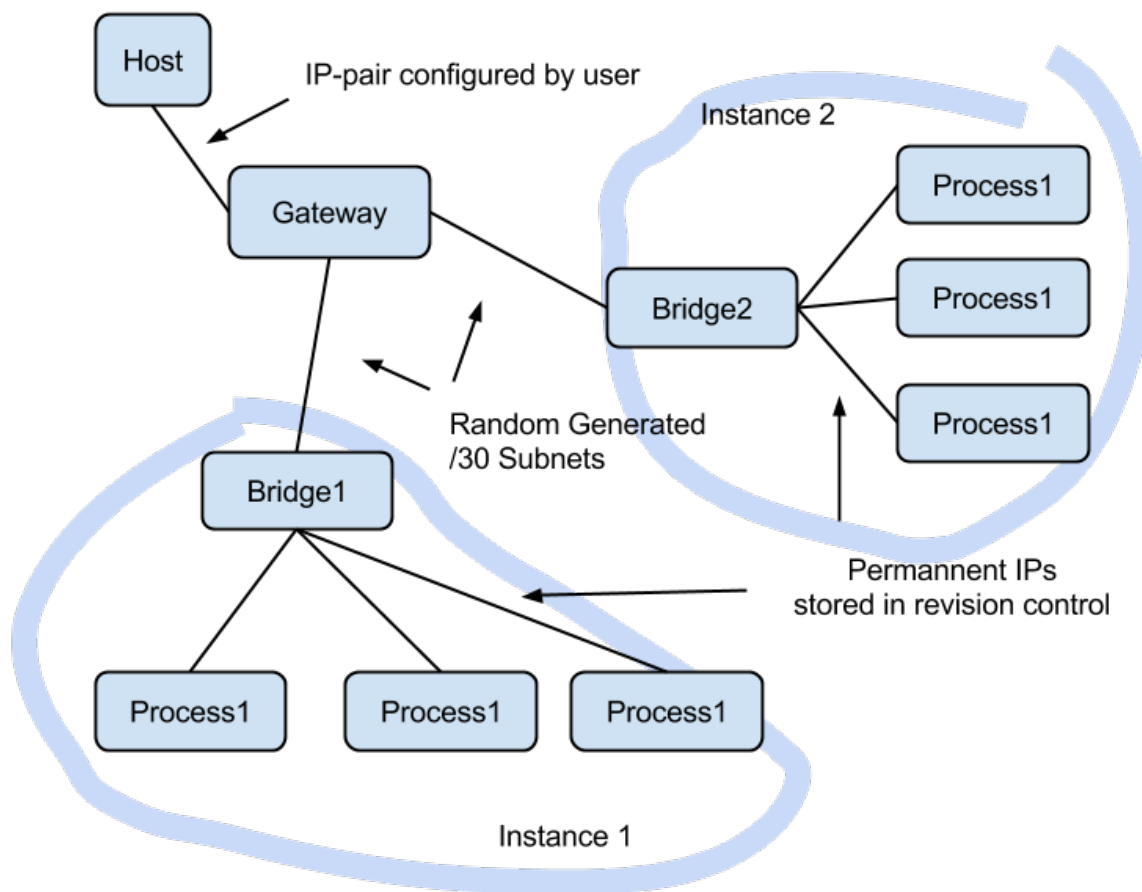 Host
IP-pair configured by user
Instance 2
Process1
Gateway
Process1
Bridge2
Process1
Random Generated
/30 Subnets
Bridge1
Permannent IPs
stored in revision control
Process1
Process1
Process1
Instance 1